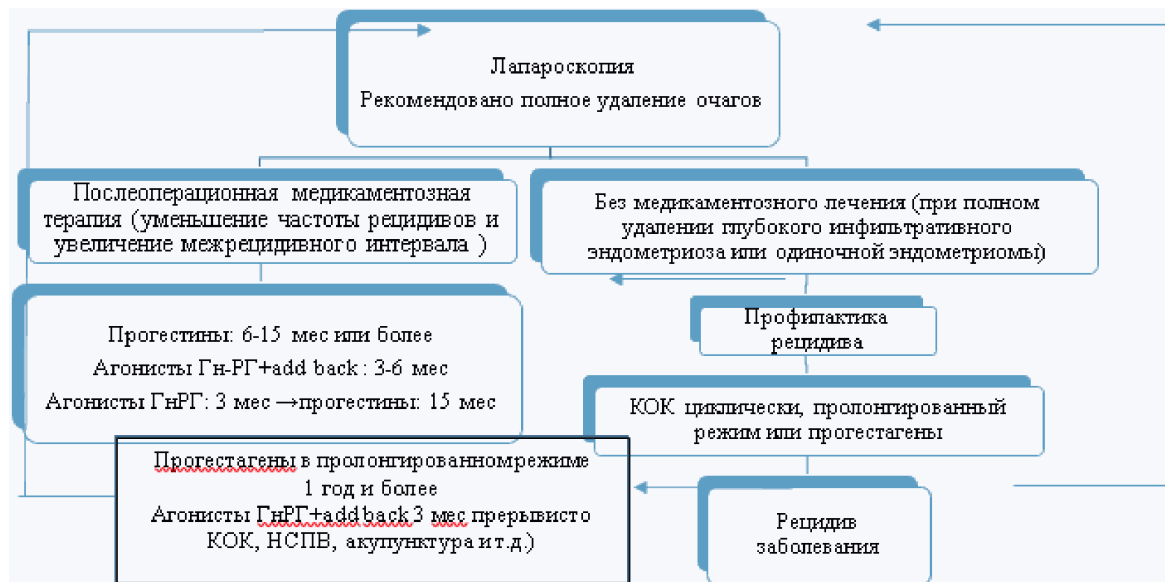 Лапароскопия
Рекомендовано полное удаление очагов
Послеоперационная медикаментозная
терапия (уменьшение частоты рецидивов и
увеличение межрецидивного интервала )
Без медикаментозного лечения (при полном
удалении глубокого инфильтративного
эндометриоза или одиночной эндометриомы)
Прогестины: 6-15 мес или более
Агонисты Гн-РГ+add back : 3-6 мес
Агонисты ГнРГ: 3 мес →прогестины: 15 мес
Профилактика
рецидива
КОК циклически, пролонгированный
режим или прогестагены
Прогестагены в пролонгированномрежиме
1 год и более
Агонисты ГнРГ+addback 3 мес прерывисто
КОК, НСПВ, акупунктура ит.д.)
Рецидив
заболевания